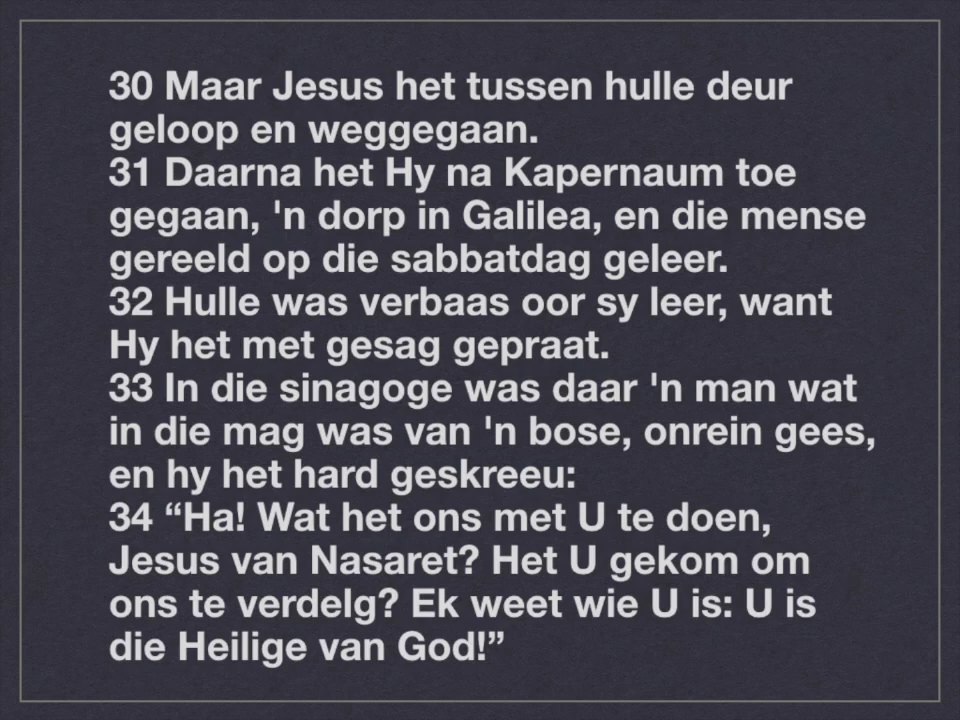 30 Maar Jesus het tussen hulle deur
geloop en weggegaan.
31 Daarna het Hy na Kapernaum toe
gegaan, 'n dorp in Galilea, en die mense
gereeld op die sabbatdag geleer.
32 Hulle was verbaas oor sy leer, want
Hy het met gesag gepraat.
33 In die sinagoge was daar 'n man wat
in die mag was van 'n bose, onrein gees,
en hy het hard geskreeu:
34 “Ha! Wat het ons met U te doen,
Jesus van Nasaret? Het U gekom om
ons te verdelg? Ek weet wie U is: U is
die Heilige van God!”